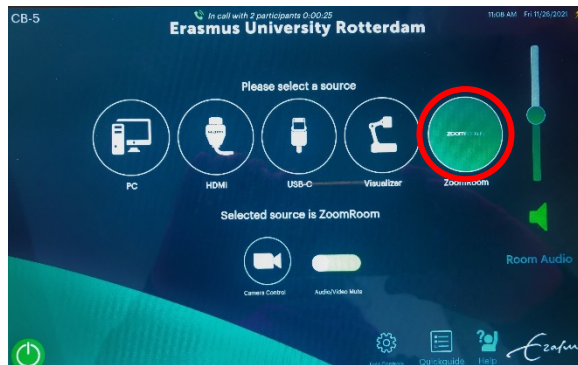 CB-5
In call with 2 participants 0:00:25
11:08 AM Fri 11/26/2021
Erasmus University Rotterdam
Please select a source
PC
HDMI
USB-C
Visualizer
ZoomRoom
Selected source is ZoomRoom
Camera Control
Audio/Video Mute
Room Audio
Quickguide
Help